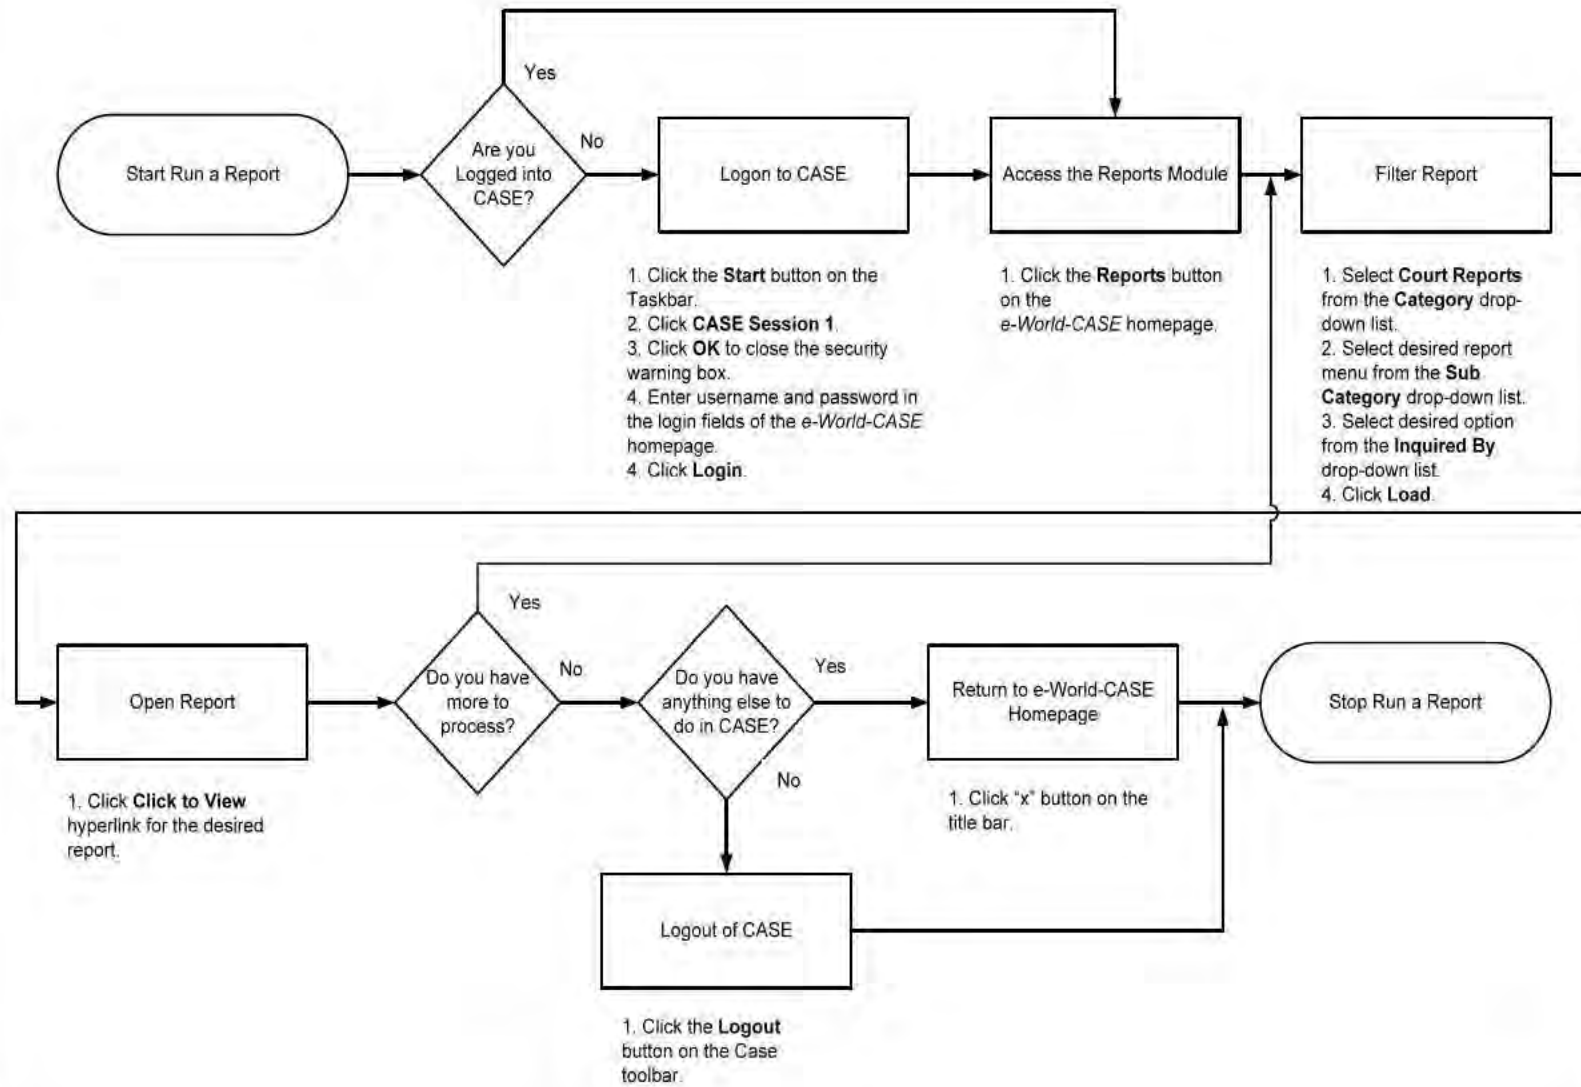 Yes
Start Run a Report
Are you
Logged into
CASE?
No
Logon to CASE
Access the Reports Module
Filter Report
1. Click the Start button on the
Taskbar.
2. Click CASE Session 1.
3. Click OK to close the security
warning box.
4. Enter username and password in
the login fields of the e-World-CASE
homepage.
4. Click Login.
1. Click the Reports button
on the
e-World-CASE homepage.
1. Select Court Reports
from the Category drop-
down list.
2. Select desired report
menu from the Sub
Category drop-down list.
3. Select desired option
from the Inquired By
drop-down list.
4. Click Load.
Open Report
1. Click Click to View
hyperlink for the desired
report.
Yes
Do you have
more to
process?
No
Do you have
anything else to
do in CASE?
Yes
No
Return to e-World-CASE
Homepage
1. Click "x" button on the
title bar.
Stop Run a Report
Logout of CASE
1. Click the Logout
button on the Case
toolbar.